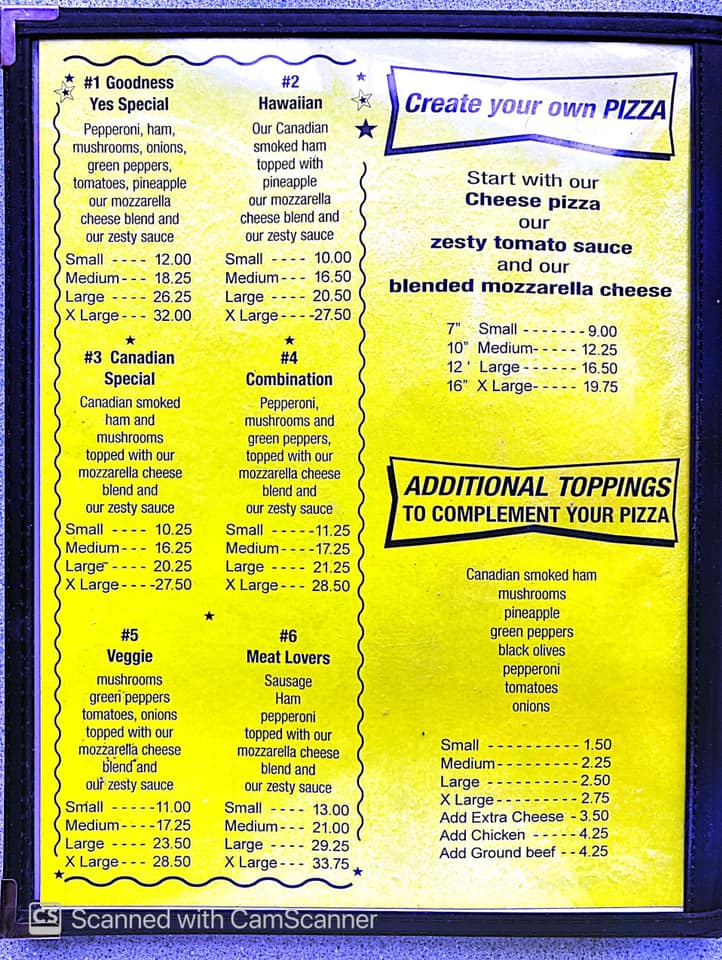 #1 Goodness
Yes Special
Pepperoni, ham,
mushrooms, onions,
green peppers,
tomatoes, pineapple
our mozzarella
cheese blend and
our zesty sauce
Small ---- 12.00
Medium--- 18.25
Large ---- 26.25
X Large--- 32.00
#2
Hawaiian
Our Canadian
smoked ham
topped with
pineapple
our mozzarella
cheese blend and
our zesty sauce
Small ---- 10.00
Medium--- 16.50
Large ---- 20.50
X Large----27.50
#3 Canadian
Special
Canadian smoked
ham and
mushrooms
topped with our
mozzarella cheese
blend and
our zesty sauce
Small ---- 10.25
Medium--- 16.25
Large ---- 20.25
X Large----27.50
#4
Combination
Pepperoni,
mushrooms and
green peppers,
topped with our
mozzarella cheese
blend and
our zesty sauce
Small -----11.25
Medium----17.25
Large ---- 21.25
X Large--- 28.50
#5
Veggie
mushrooms
green peppers
tomatoes, onions
topped with our
mozzarella cheese
blend and
our zesty sauce
Small -----11.00
Medium----17.25
Large ---- 23.50
X Large--- 28.50
#6
Meat Lovers
Sausage
Ham
pepperoni
topped with our
mozzarella cheese
blend and
our zesty sauce
Small ---- 13.00
Medium--- 21.00
Large ---- 29.25
X Large--- 33.75
Create your own PIZZA
Start with our
Cheese pizza
our
zesty tomato sauce
and our
blended mozzarella cheese
7" Small -------9.00
10" Medium----- 12.25
12 ' Large ------ 16.50
16" X Large----- 19.75
ADDITIONAL TOPPINGS
TO COMPLEMENT YOUR PIZZA
Canadian smoked ham
mushrooms
pineapple
green peppers
black olives
pepperoni
tomatoes
onions
Small ---------- 1.50
Medium--------- 2.25
Large ---------- 2.50
X Large--------- 2.75
Add Extra Cheese - 3.50
Add Chicken ----- 4.25
Add Ground beef -- 4.25
CS Scanned with CamScanner